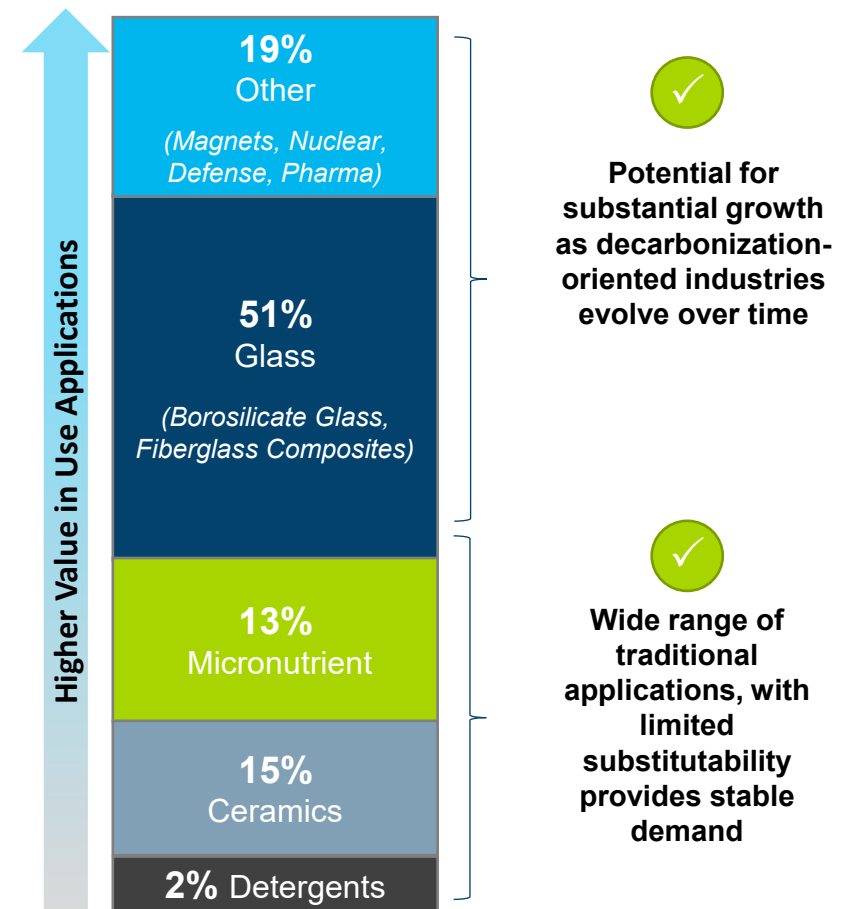 Higher Value in Use Applications
19%
Other
(Magnets, Nuclear,
Defense, Pharma)
51%
Glass
(Borosilicate Glass,
Fiberglass Composites)
13%
Micronutrient
15%
Ceramics
2% Detergents
Potential for
substantial growth
as decarbonization-
oriented industries
evolve over time
Wide range of
traditional
applications, with
limited
substitutability
provides stable
demand